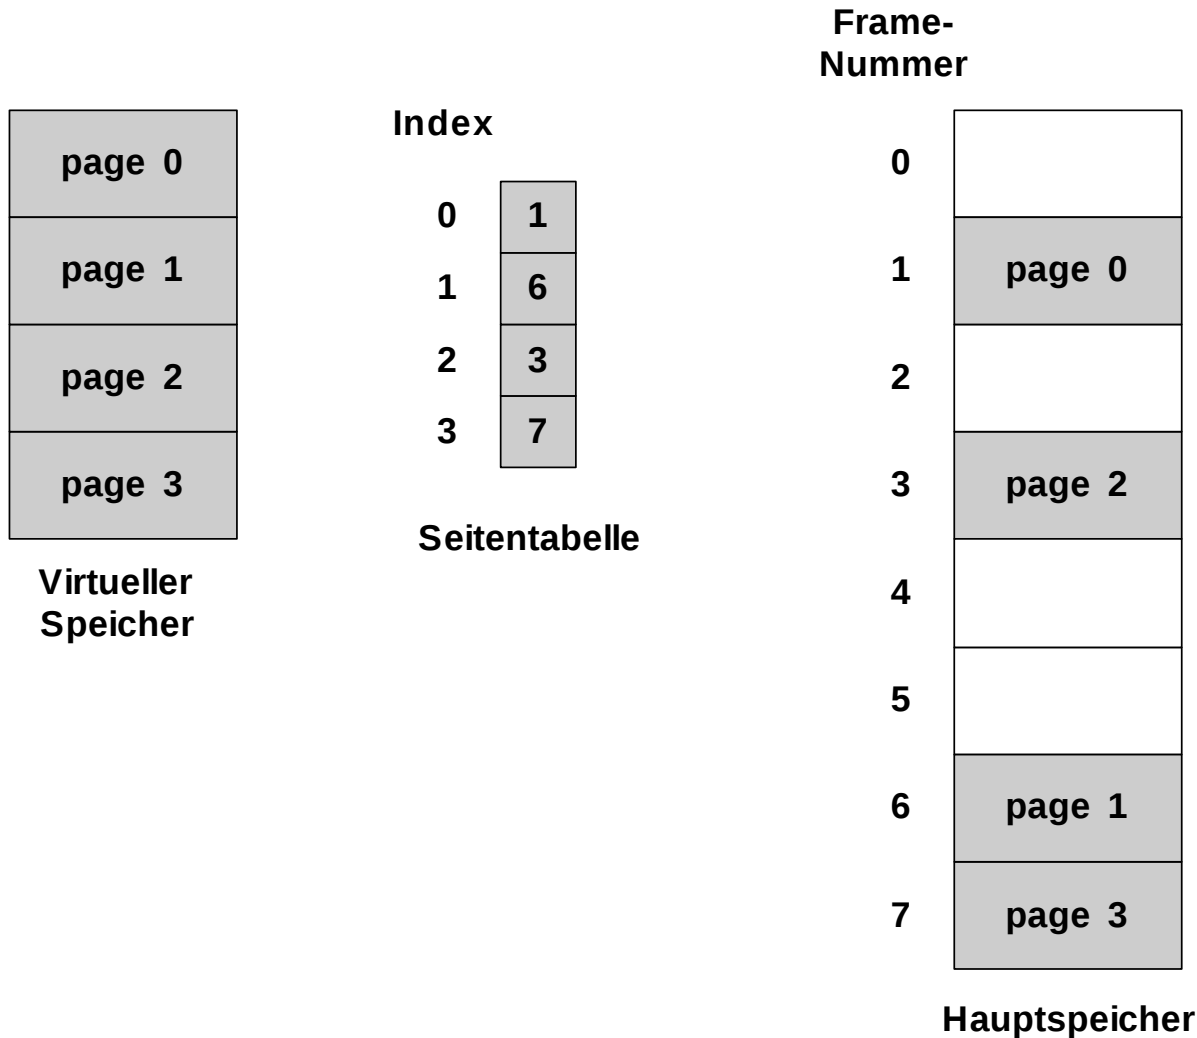 Frame-
Nummer
page 0
page 1
page 2
page 3
Virtueller
Speicher
Index
0 1
1 6
2 3
3 7
Seitentabelle
0
1 page 0
2
3 page 2
4
5
6 page 1
7 page 3
Hauptspeicher